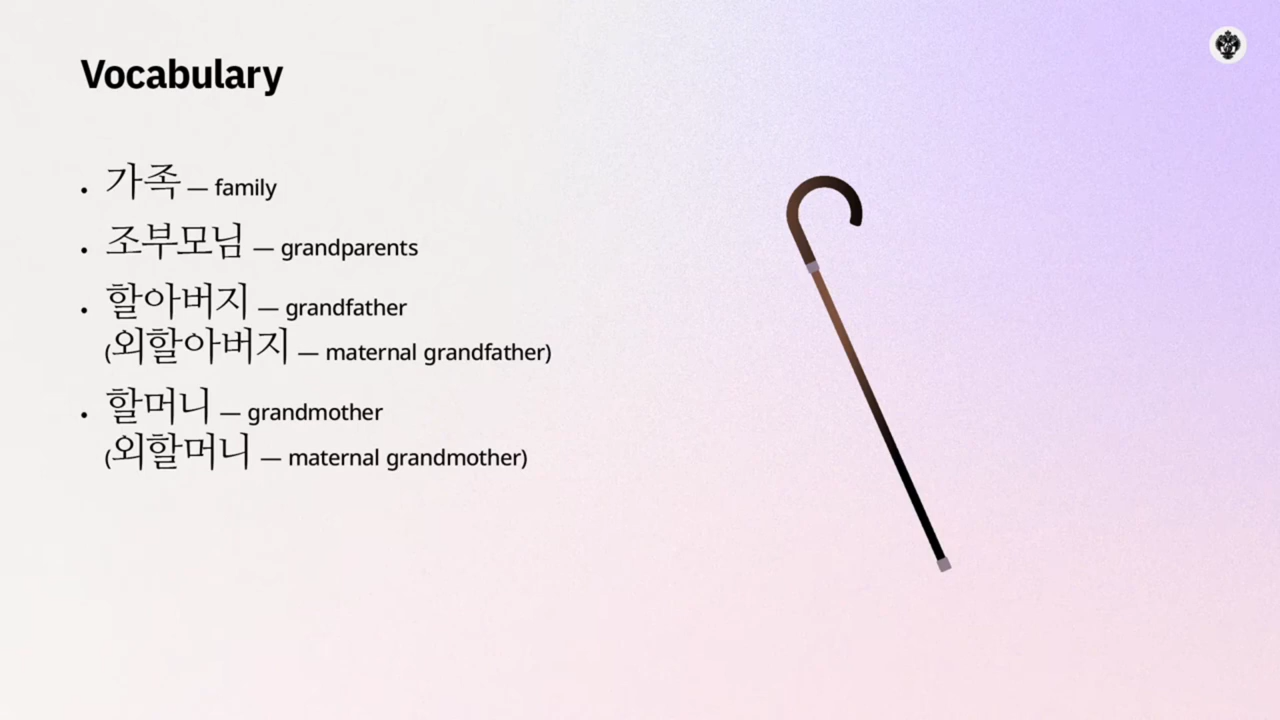 Vocabulary
• 가족 — family
• 조부모님 — grandparents
• 할아버지 — grandfather
(외할아버지 — maternal grandfather)
• 할머니 — grandmother
(외할머니 — maternal grandmother)